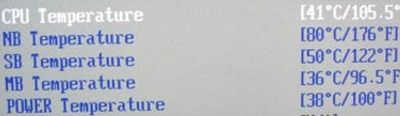 CPU Temperature [41°C/105.5°
NB Temperature [80°C/176°F]
SB Temperature [50°C/122°F]
MB Temperature [36°C/96.5°F
POWER Temperature [38°C/100°F]